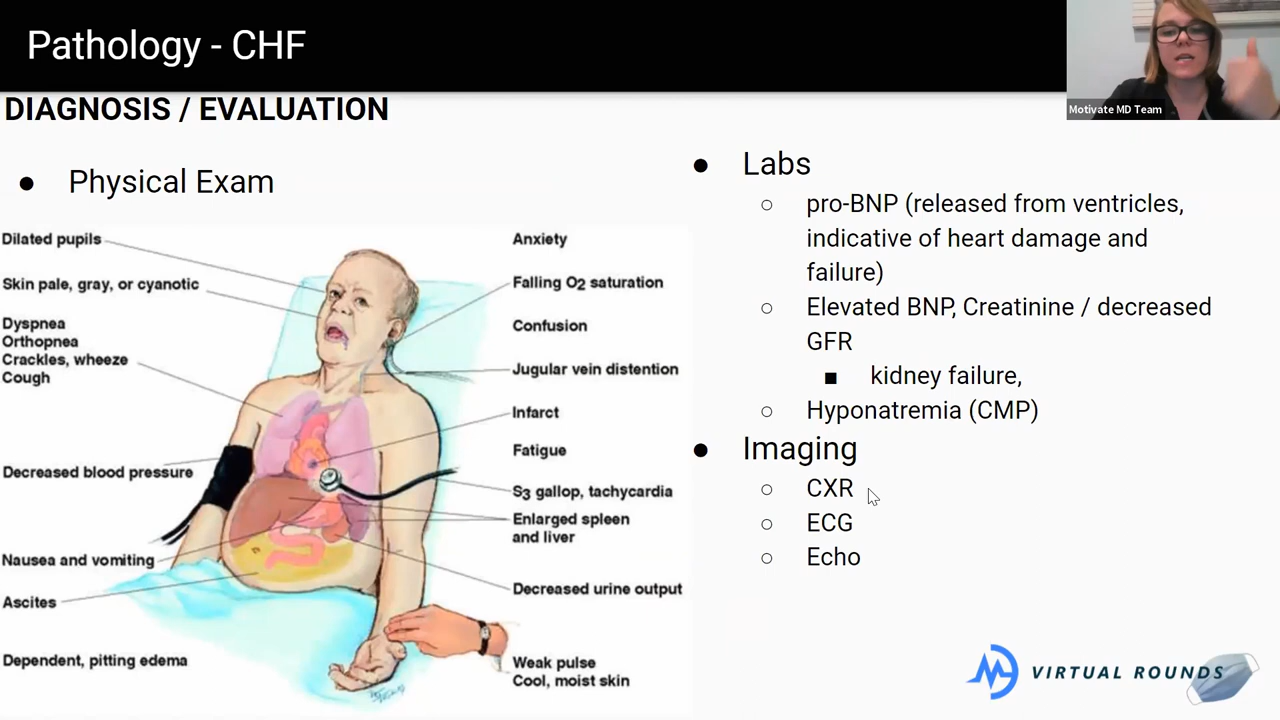 Pathology - CHF
Motivate MD Team
DIAGNOSIS / EVALUATION
● Physical Exam
Dilated pupils
Skin pale, gray, or cyanotic
Dyspnea
Orthopnea
Crackles, wheeze
Cough
Decreased blood pressure
Nausea and vomiting
Ascites
Dependent, pitting edema
Anxiety
Falling O2 saturation
Confusion
Jugular vein distention
Infarct
Fatigue
S3 gallop, tachycardia
Enlarged spleen
and liver
Decreased urine output
Weak pulse
Cool, moist skin
● Labs
○ pro-BNP (released from ventricles,
indicative of heart damage and
failure)
○ Elevated BNP, Creatinine / decreased
GFR
■ kidney failure,
○ Hyponatremia (CMP)
● Imaging
○ CXR
○ ECG
○ Echo
VIRTUAL ROUNDS